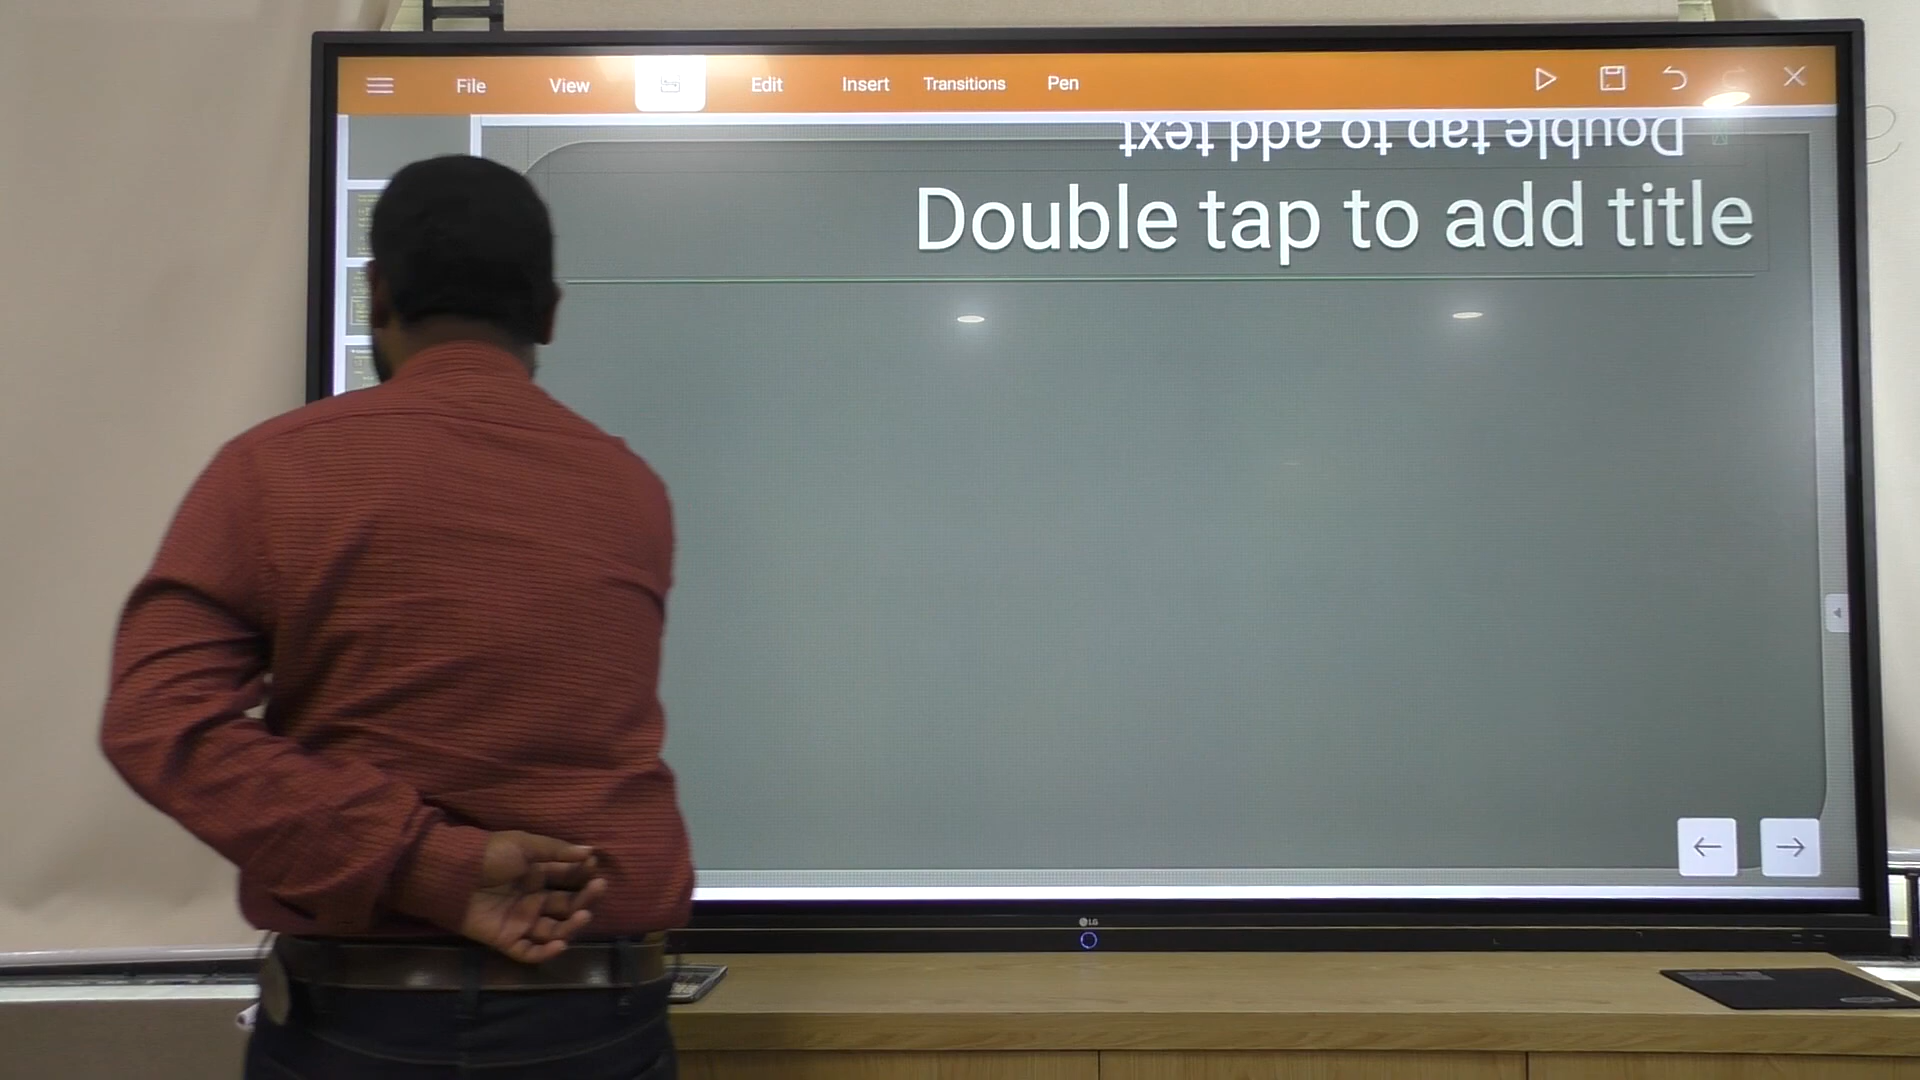 File View Edit Insert Transitions Pen
Double tap to add text
Double tap to add title
LG